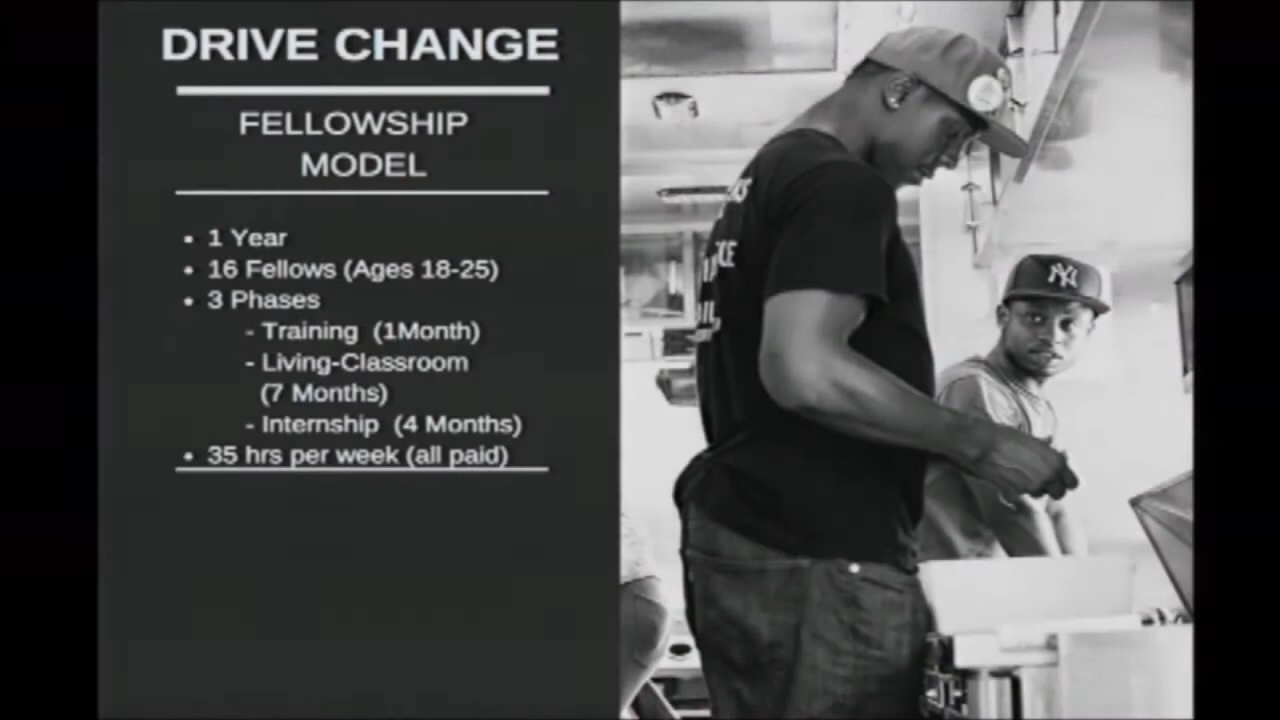 DRIVE CHANGE
FELLOWSHIP
MODEL
• 1 Year
• 16 Fellows (Ages 18-25)
• 3 Phases
- Training (1Month)
- Living-Classroom
(7 Months)
- Internship (4 Months)
• 35 hrs per week (all paid)
NY